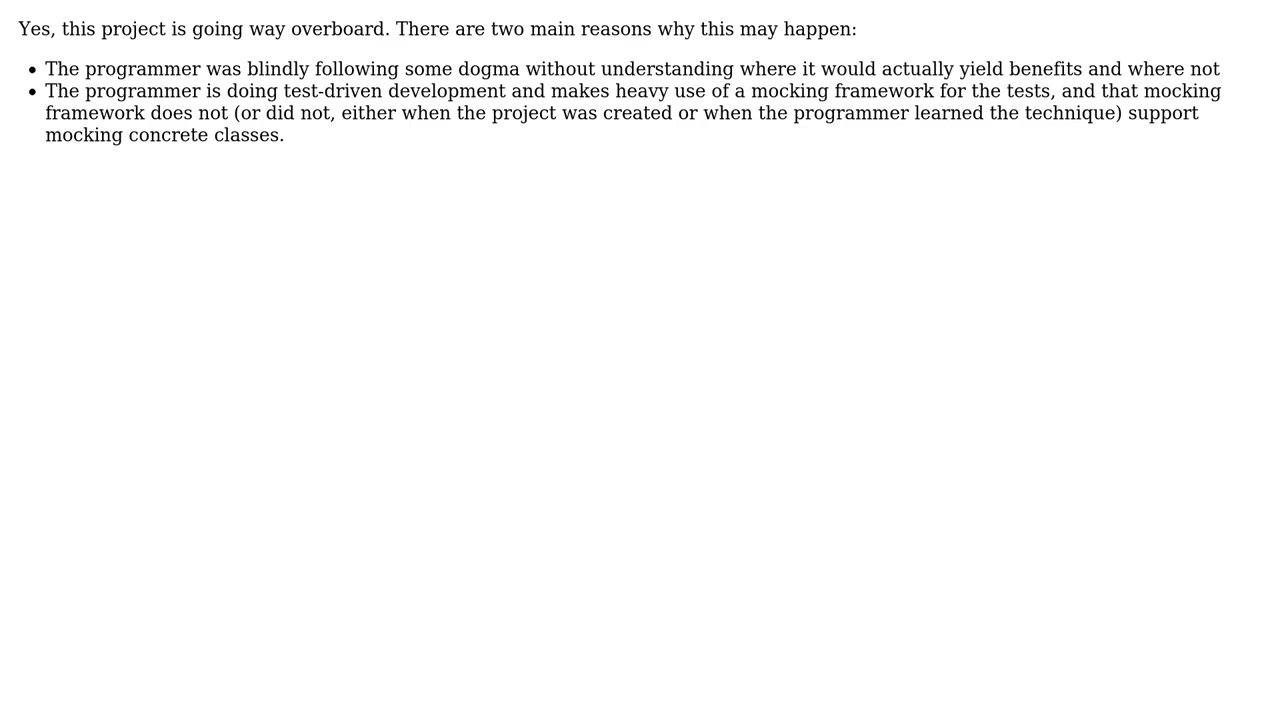 Yes, this project is going way overboard. There are two main reasons why this may happen:
• The programmer was blindly following some dogma without understanding where it would actually yield benefits and where not
• The programmer is doing test-driven development and makes heavy use of a mocking framework for the tests, and that mocking
framework does not (or did not, either when the project was created or when the programmer learned the technique) support
mocking concrete classes.